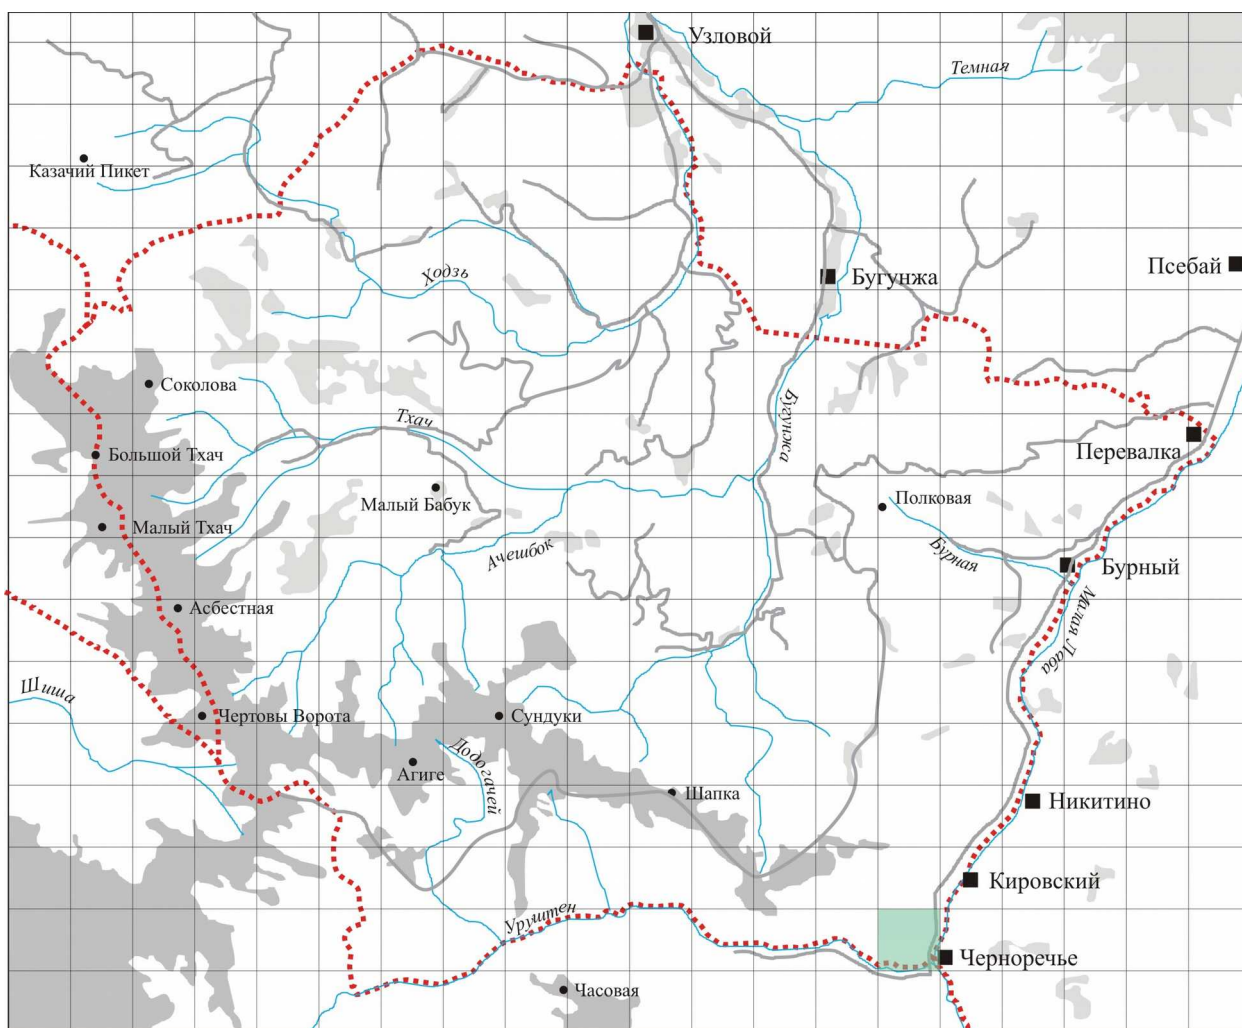 Узловой
Темная
Казачий Пикет
Ходзь
Бугунжа
Псебай
Соколова
Тхач
Бугунжа
Большой Тхач
Перевалка
Малый Бабук
Полковая
Малый Тхач
Ачешбок
Бурная
Бурный
Асбестная
Малая Лаба
Шиша
Чертовы Ворота
Сундуки
Додогачей
Агиге
Шапка
Никитино
Кировский
Уруштен
Черноречье
Часовая